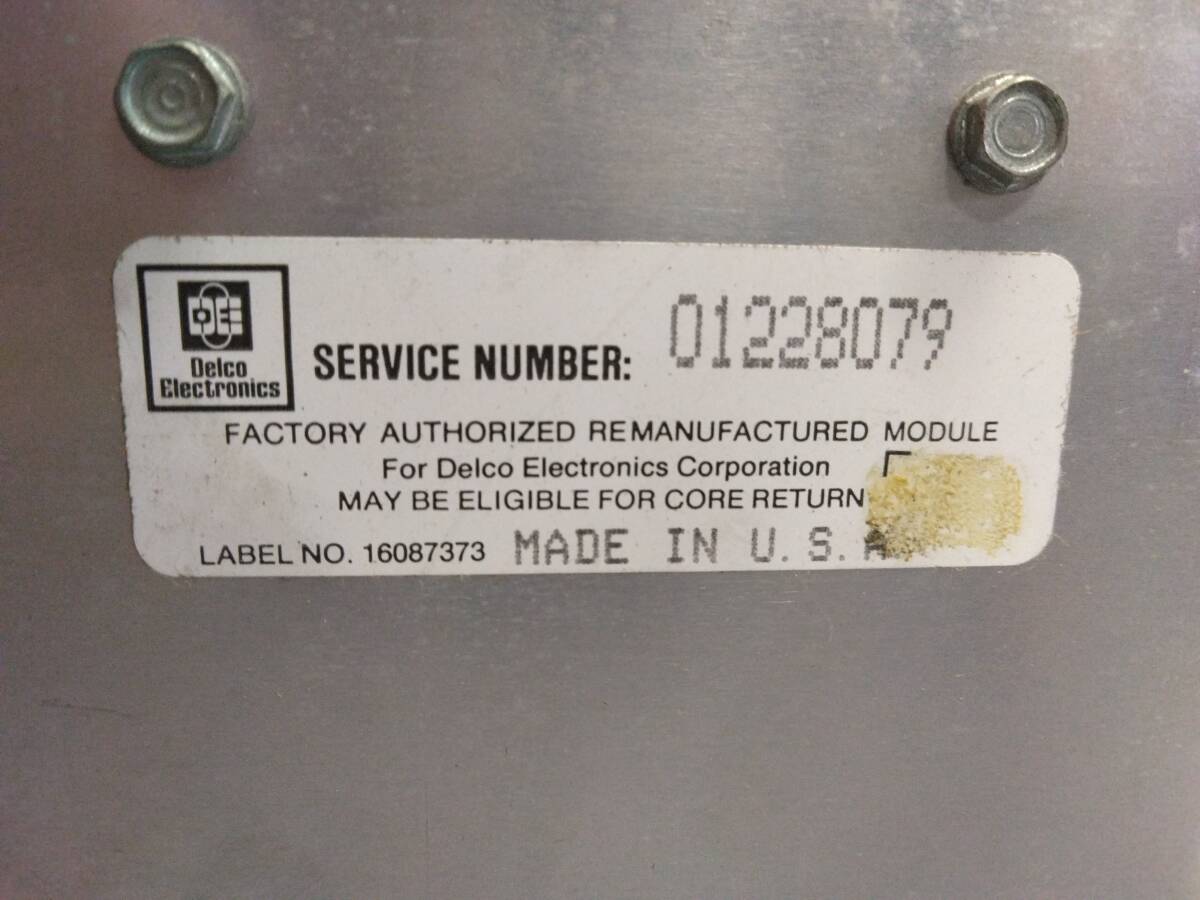 DE
Delco
Electronics
SERVICE NUMBER: 01228079
FACTORY AUTHORIZED REMANUFACTURED MODULE
For Delco Electronics Corporation
MAY BE ELIGIBLE FOR CORE RETURN
LABEL NO. 16087373 MADE IN U.S.A